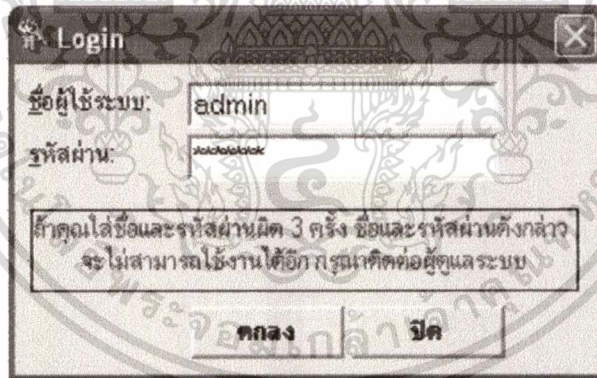 Login
ชื่อผู้ใช้ระบบ: admin
รหัสผ่าน: *******
ถ้าคุณใส่ชื่อและรหัสผ่านผิด 3 ครั้ง ชื่อและรหัสผ่านดังกล่าว
จะไม่สามารถใช้งานได้อีก กรุณาติดต่อผู้ดูแลระบบ
ตกลง ปิด